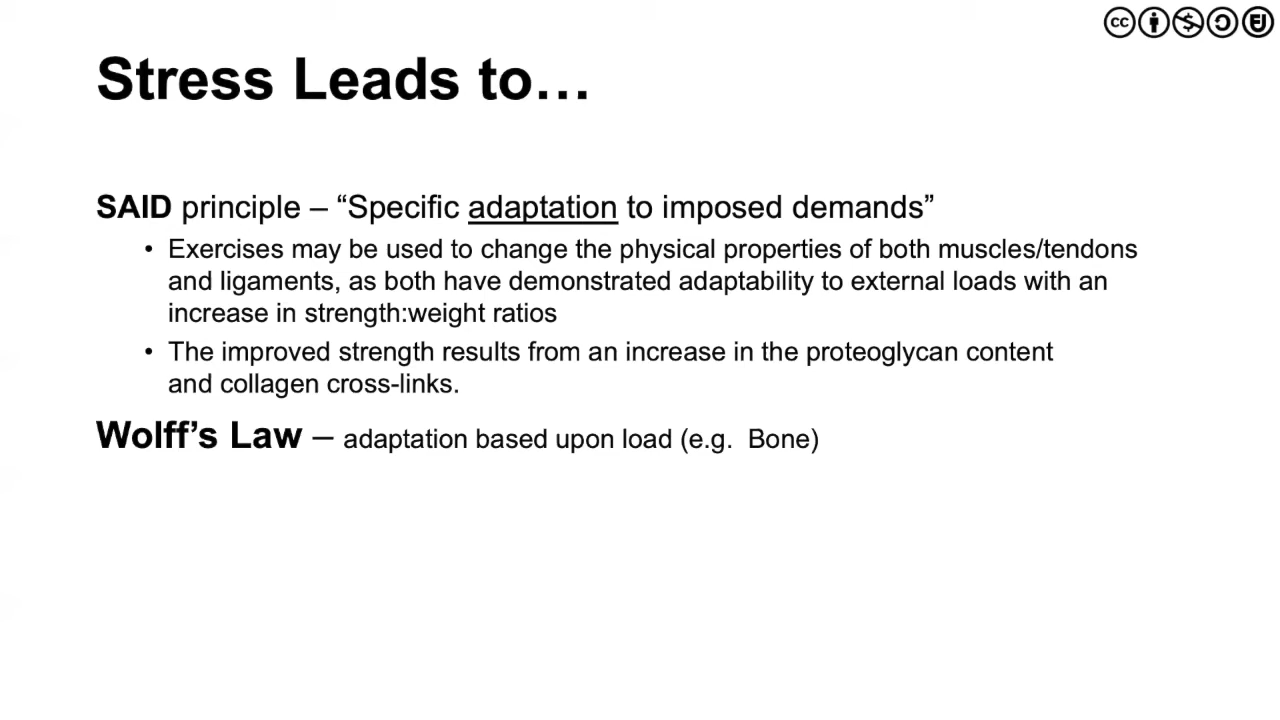 Stress Leads to…
SAID principle – “Specific adaptation to imposed demands”
• Exercises may be used to change the physical properties of both muscles/tendons
and ligaments, as both have demonstrated adaptability to external loads with an
increase in strength:weight ratios
• The improved strength results from an increase in the proteoglycan content
and collagen cross-links.
Wolff’s Law – adaptation based upon load (e.g.  Bone)